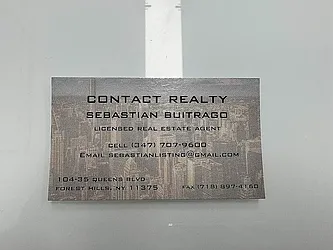 CONTACT REALTY
SEBASTIAN BUITRAGO
LICENSED REAL ESTATE AGENT
CELL (347) 707-9600
EMAIL SEBASTIANLISTING@GMAIL.COM
104-35 QUEENS BLVD
FOREST HILLS, NY 11375 FAX (718) 897-4160